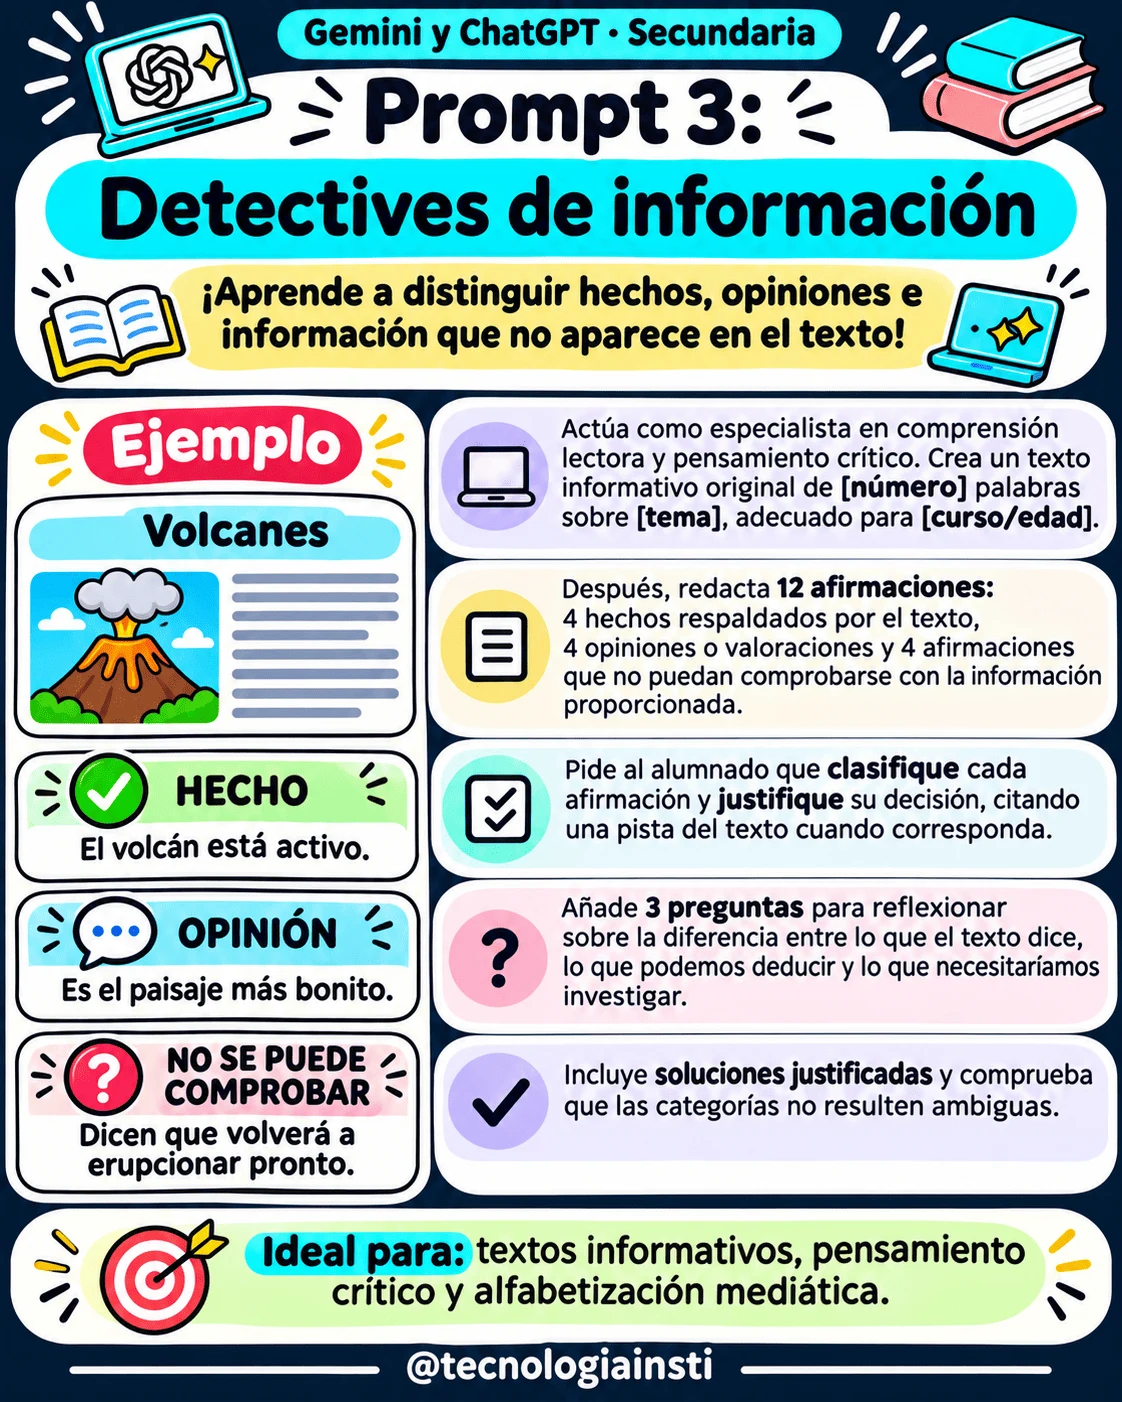 Gemini y ChatGPT · Secundaria
Prompt 3:
Detectives de información
¡Aprende a distinguir hechos, opiniones e
información que no aparece en el texto!
Ejemplo
Volcanes
HECHO
El volcán está activo.
OPINIÓN
Es el paisaje más bonito.
NO SE PUEDE
COMPROBAR
Dicen que volverá a
erupcionar pronto.
Actúa como especialista en comprensión
lectora y pensamiento crítico. Crea un texto
informativo original de [número] palabras
sobre [tema], adecuado para [curso/edad].
Después, redacta 12 afirmaciones:
4 hechos respaldados por el texto,
4 opiniones o valoraciones y 4 afirmaciones
que no puedan comprobarse con la información
proporcionada.
Pide al alumnado que clasifique cada
afirmación y justifique su decisión, citando
una pista del texto cuando corresponda.
Añade 3 preguntas para reflexionar
sobre la diferencia entre lo que el texto dice,
lo que podemos deducir y lo que necesitaríamos
investigar.
Incluye soluciones justificadas y comprueba
que las categorías no resulten ambiguas.
Ideal para: textos informativos, pensamiento
crítico y alfabetización mediática.
@tecnologiainsti